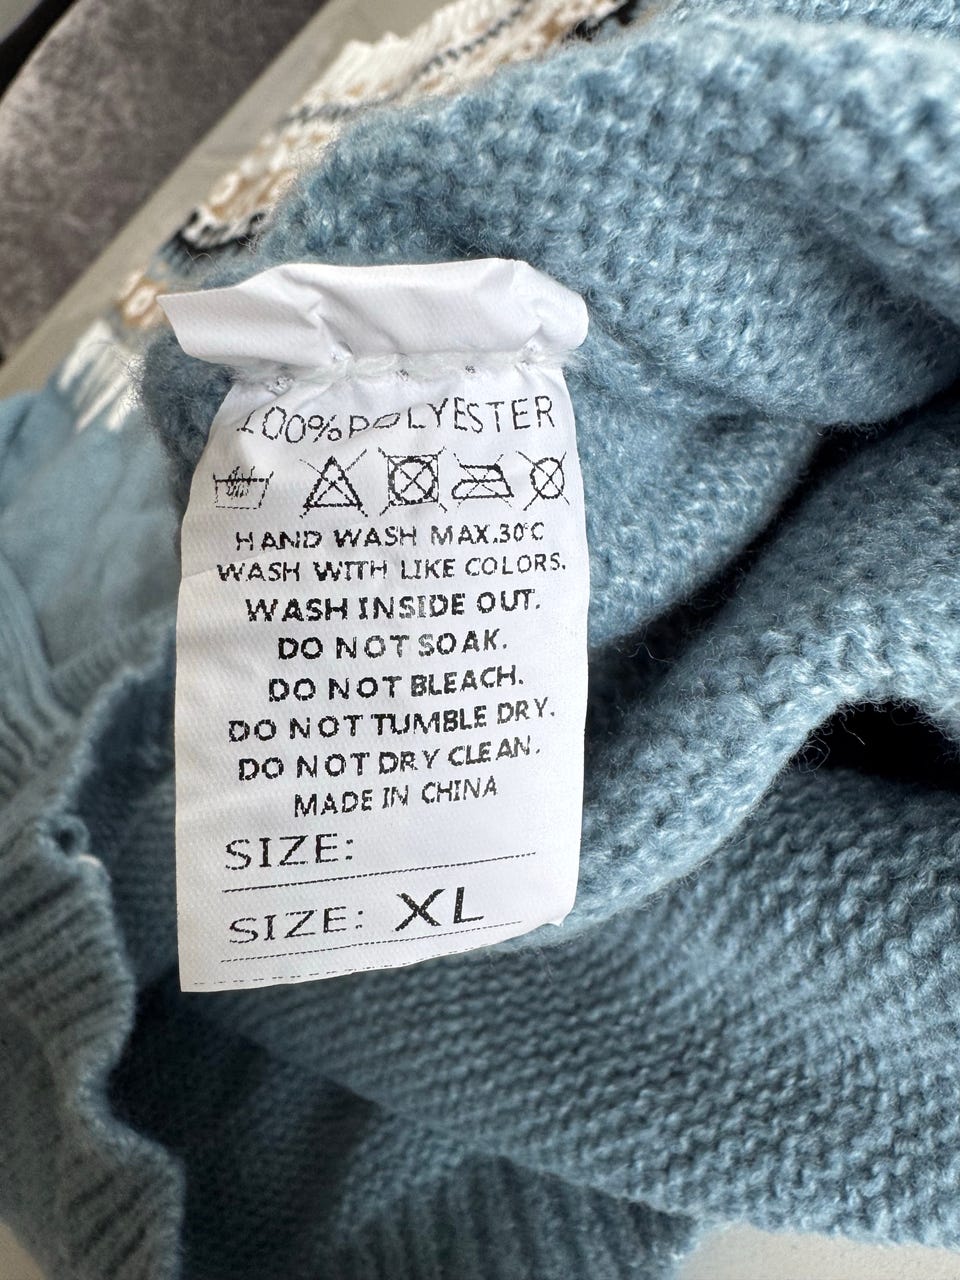 100%POLYESTER
HAND WASH MAX.30°C
WASH WITH LIKE COLORS.
WASH INSIDE OUT.
DO NOT SOAK.
DO NOT BLEACH.
DO NOT TUMBLE DRY.
DO NOT DRY CLEAN.
MADE IN CHINA
SIZE:
SIZE: XL